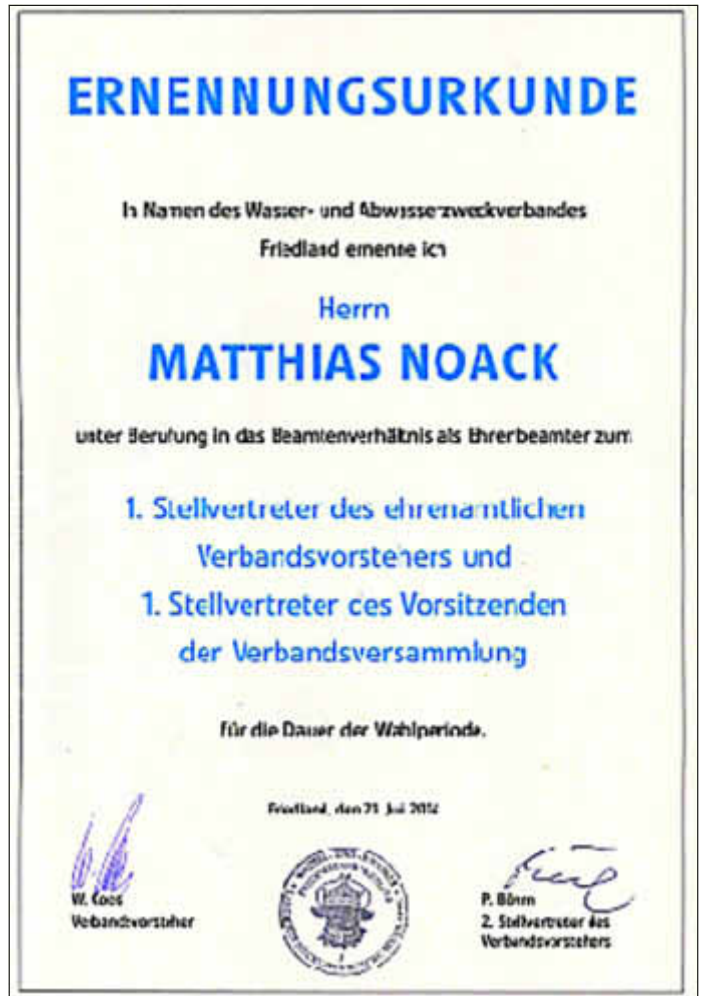 ERNENNUNGSURKUNDE
Im Namen des Wasser- und Abwasserzweckverbandes
Friedland ernenne ich
Herrn
MATTHIAS NOACK
unter Berufung in das Beamtenverhältnis als Ehrenbeamter zum
1. Stellvertreter des ehrenamtlichen
Verbandsvorstehers und
1. Stellvertreter des Vorsitzenden
der Verbandsversammlung
für die Dauer der Wahlperiode.
Friedland, den
W.
Verbandsvorsteher
P. Böhm
2. Stellvertreter des
Verbandsvorstehers